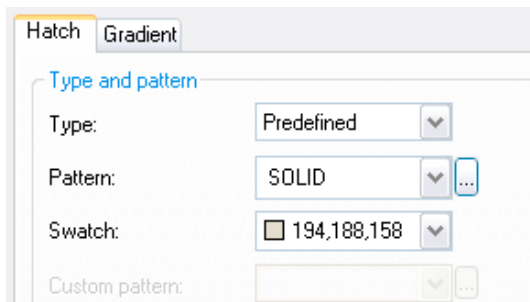 Hatch Gradient
Type and pattern
Type: Predefined
Pattern: SOLID ...
Swatch: 194,188,158
Custom pattern: ...